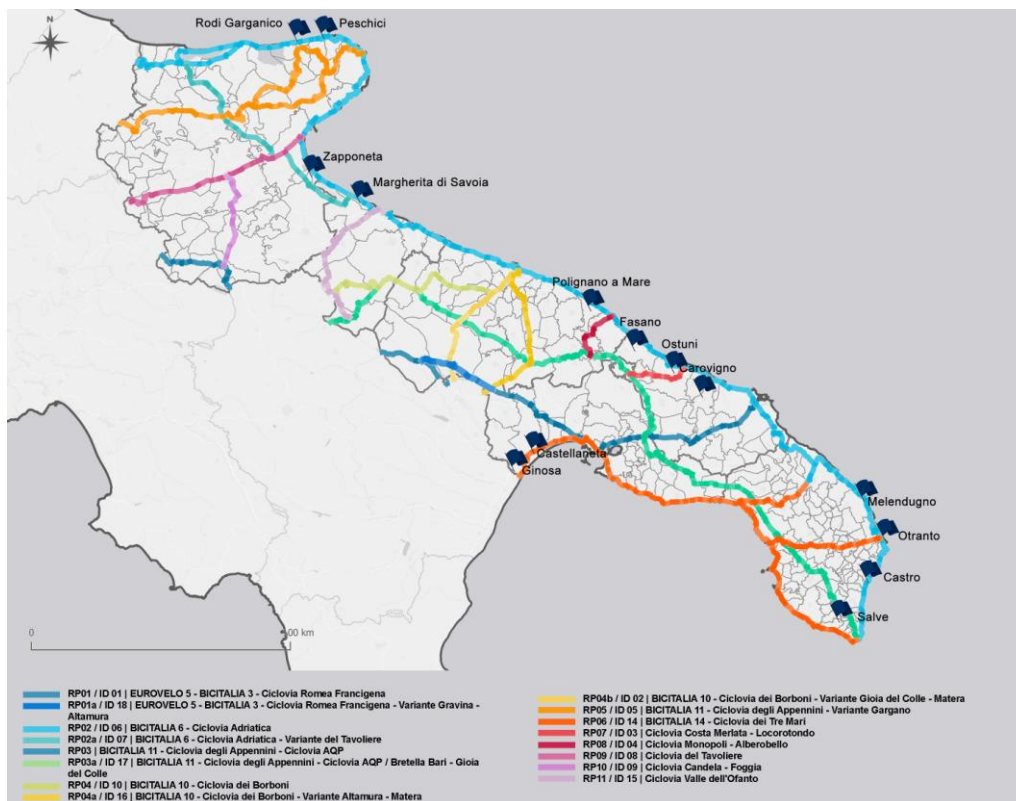 Rodi Garganico
Peschici
N
Zapponeta
Margherita di Savoia
Polignano a Mare
Fasano
Ostuni
Carovigno
Castellaneta
Ginosa
Melendugno
Otranto
Castro
Salve
0
00 km
RP01 / ID 01 | EUROVELO 5 - BICITALIA 3 - Ciclovia Romea Francigena
RP01a / ID 18 | EUROVELO 5 - BICITALIA 3 - Ciclovia Romea Francigena - Variante Gravina -
Altamura
RP02 / ID 06 | BICITALIA 6 - Ciclovia Adriatica
RP02a / ID 07 | BICITALIA 6 - Ciclovia Adriatica - Variante del Tavoliere
RP03 | BICITALIA 11 - Ciclovia degli Appennini - Ciclovia AQP
RP03a / ID 17 | BICITALIA 11 - Ciclovia degli Appennini - Ciclovia AQP / Bretella Bari - Gioia
del Colle
RP04 / ID 10 | BICITALIA 10 - Ciclovia dei Borboni
RP04a / ID 16 | BICITALIA 10 - Ciclovia dei Borboni - Variante Altamura - Matera
RP04b / ID 02 | BICITALIA 10 - Ciclovia dei Borboni - Variante Gioia del Colle - Matera
RP05 / ID 05 | BICITALIA 11 - Ciclovia degli Appennini - Variante Gargano
RP06 / ID 14 | BICITALIA 14 - Ciclovia dei Tre Mari
RP07 / ID 03 | Ciclovia Costa Merlata - Locorotondo
RP08 / ID 04 | Ciclovia Monopoli - Alberobello
RP09 / ID 08 | Ciclovia del Tavoliere
RP10 / ID 09 | Ciclovia Candela - Foggia
RP11 / ID 15 | Ciclovia Valle dell'Ofanto